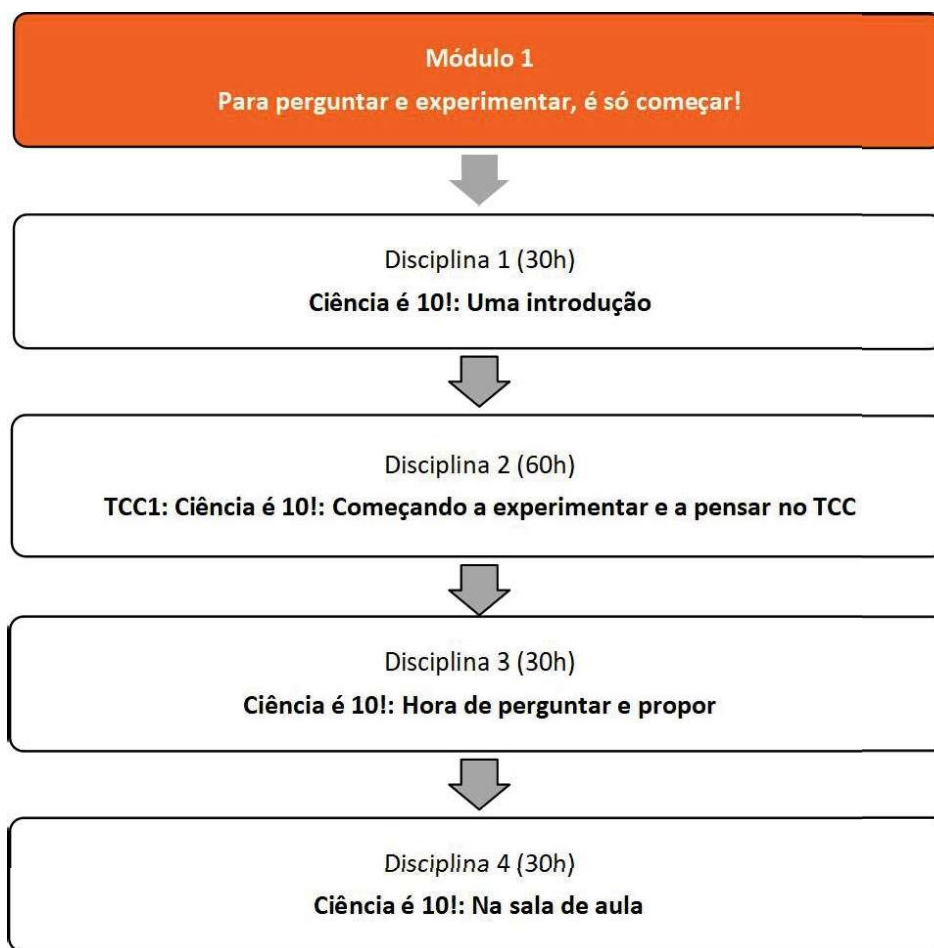 Módulo 1
Para perguntar e experimentar, é só começar!
Disciplina 1 (30h)
Ciência é 10!: Uma introdução
Disciplina 2 (60h)
TCC1: Ciência é 10!: Começando a experimentar e a pensar no TCC
Disciplina 3 (30h)
Ciência é 10!: Hora de perguntar e propor
Disciplina 4 (30h)
Ciência é 10!: Na sala de aula